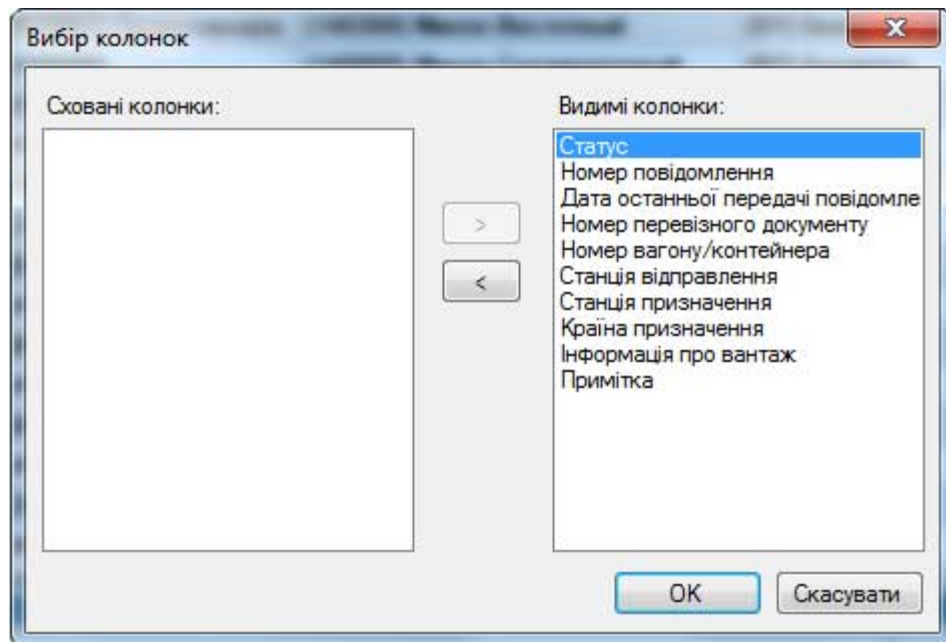 Вибір колонок
Сховані колонки:
Видимі колонки:
Статус
Номер повідомлення
Дата останньої передачі повідомле
Номер перевізного документу
Номер вагону/контейнера
Станція відправлення
Станція призначення
Країна призначення
Інформація про вантаж
Примітка
>
<
OK
Скасувати